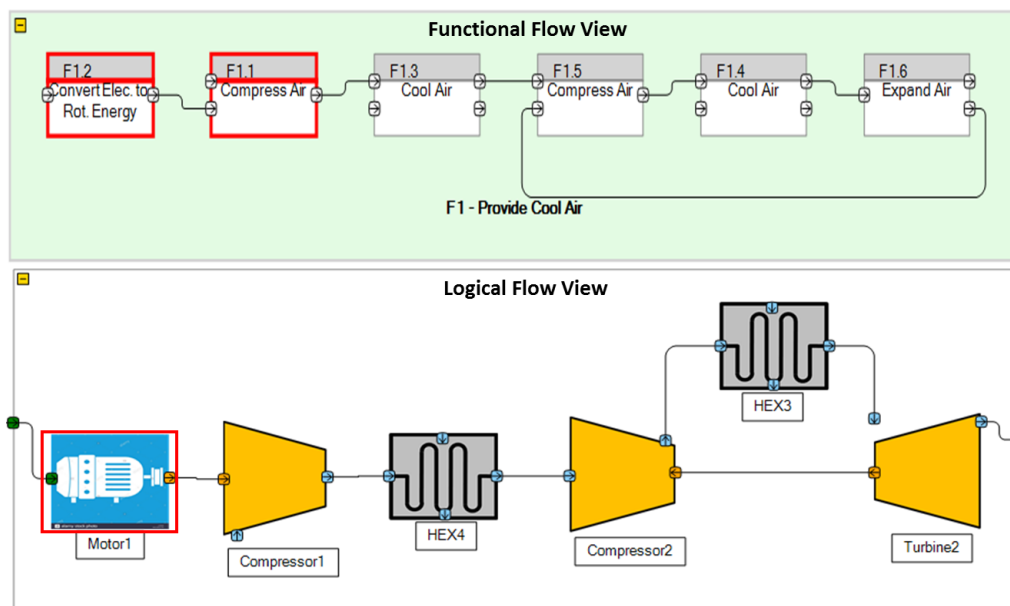 Functional Flow View
F1.2
Convert Elec. to
Rot. Energy
F1.1
Compress Air
F1.3
Cool Air
F1.5
Compress Air
F1.4
Cool Air
F1.6
Expand Air
F1 - Provide Cool Air
Logical Flow View
HEX3
Motor1
Compressor1
HEX4
Compressor2
Turbine2